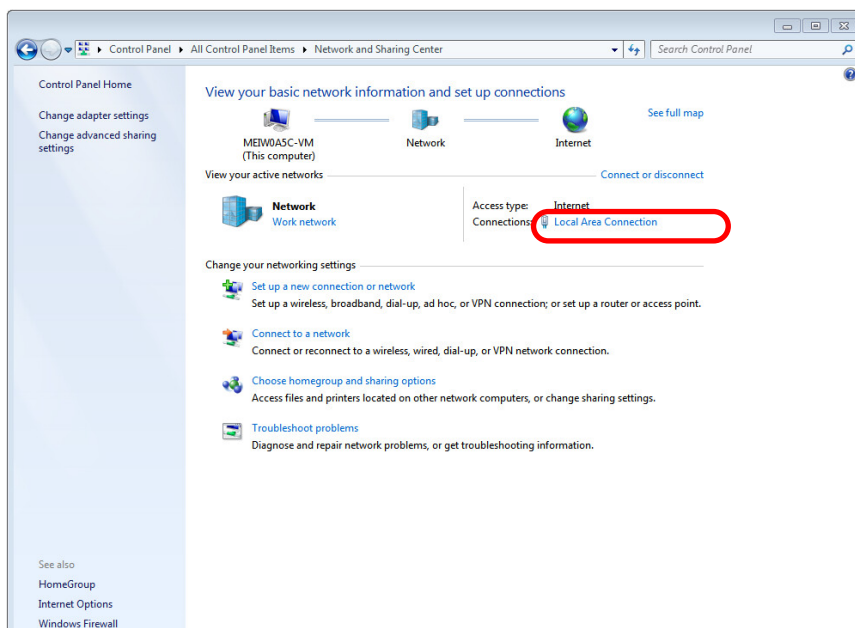 Control Panel All Control Panel Items Network and Sharing Center Search Control Panel
Control Panel Home
Change adapter settings
Change advanced sharing
settings
View your basic network information and set up connections
See full map
MEIW0A5C-VM
(This computer)
Network
Internet
View your active networks
Connect or disconnect
Network
Work network
Access type: Internet
Connections: Local Area Connection
Change your networking settings
Set up a new connection or network
Set up a wireless, broadband, dial-up, ad hoc, or VPN connection; or set up a router or access point.
Connect to a network
Connect or reconnect to a wireless, wired, dial-up, or VPN network connection.
Choose homegroup and sharing options
Access files and printers located on other network computers, or change sharing settings.
Troubleshoot problems
Diagnose and repair network problems, or get troubleshooting information.
See also
HomeGroup
Internet Options
Windows Firewall